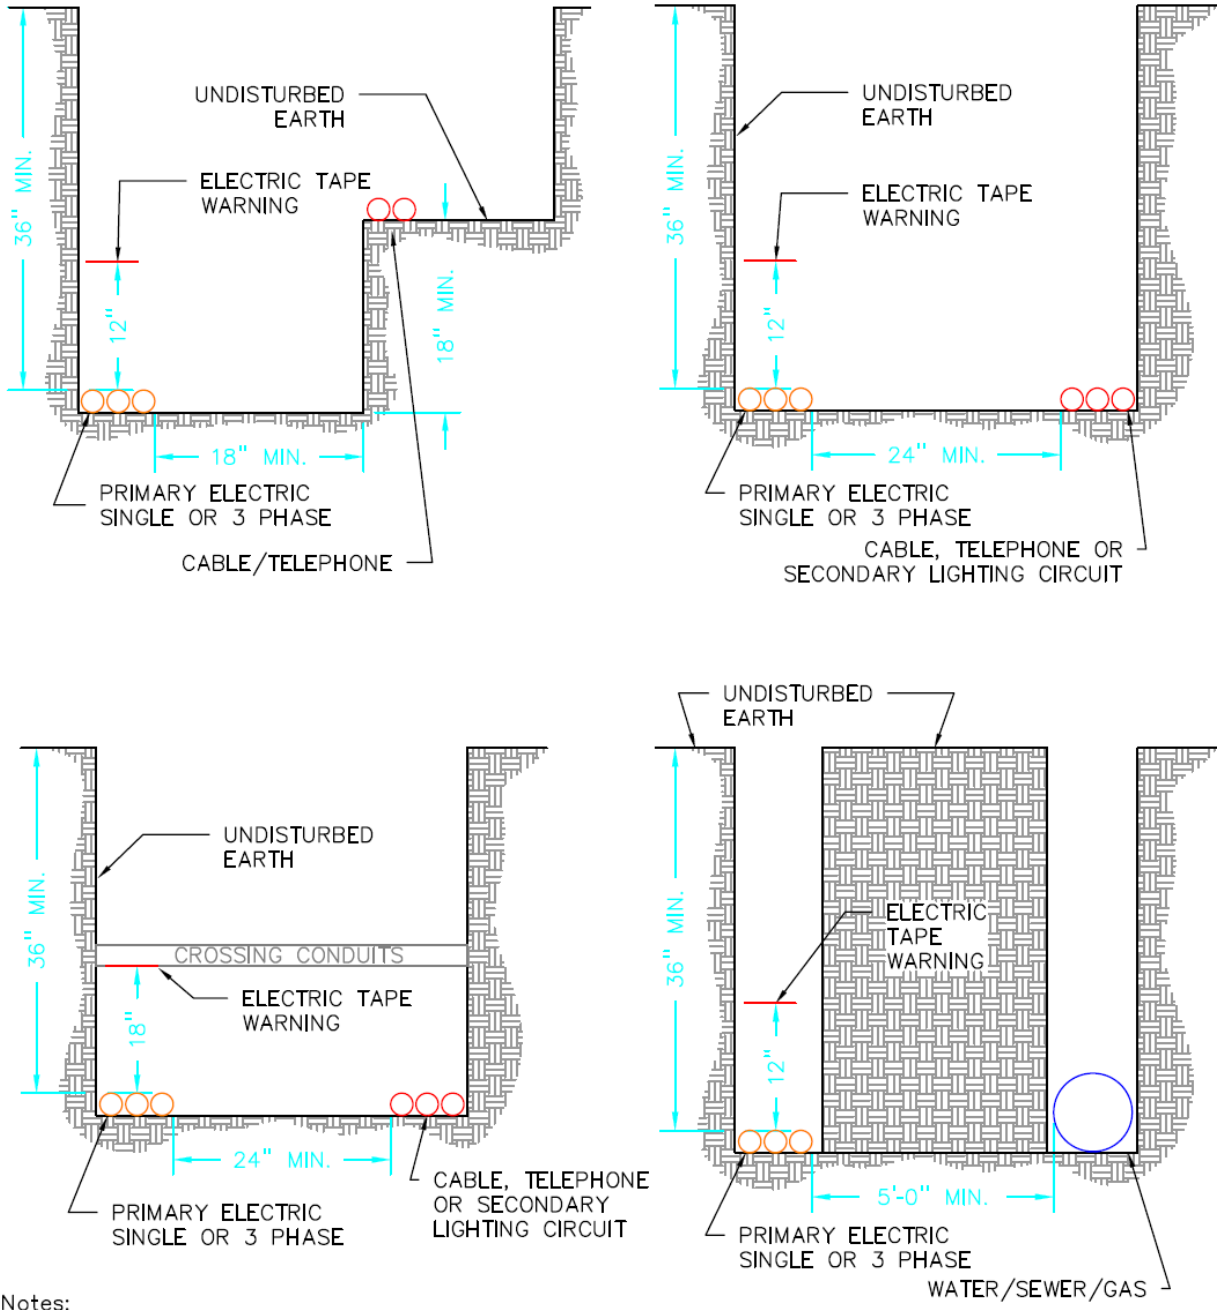 UNDISTURBED
EARTH
ELECTRIC TAPE
WARNING
36" MIN.
12"
18" MIN.
18" MIN.
PRIMARY ELECTRIC
SINGLE OR 3 PHASE
CABLE/TELEPHONE
UNDISTURBED
EARTH
ELECTRIC TAPE
WARNING
36" MIN.
12"
24" MIN.
PRIMARY ELECTRIC
SINGLE OR 3 PHASE
CABLE, TELEPHONE OR
SECONDARY LIGHTING CIRCUIT
UNDISTURBED
EARTH
36" MIN.
CROSSING CONDUITS
ELECTRIC TAPE
WARNING
18"
24" MIN.
PRIMARY ELECTRIC
SINGLE OR 3 PHASE
CABLE, TELEPHONE
OR SECONDARY
LIGHTING CIRCUIT
UNDISTURBED
EARTH
ELECTRIC
TAPE
WARNING
36" MIN.
12"
5'-0" MIN.
PRIMARY ELECTRIC
SINGLE OR 3 PHASE
WATER/SEWER/GAS
Notes: